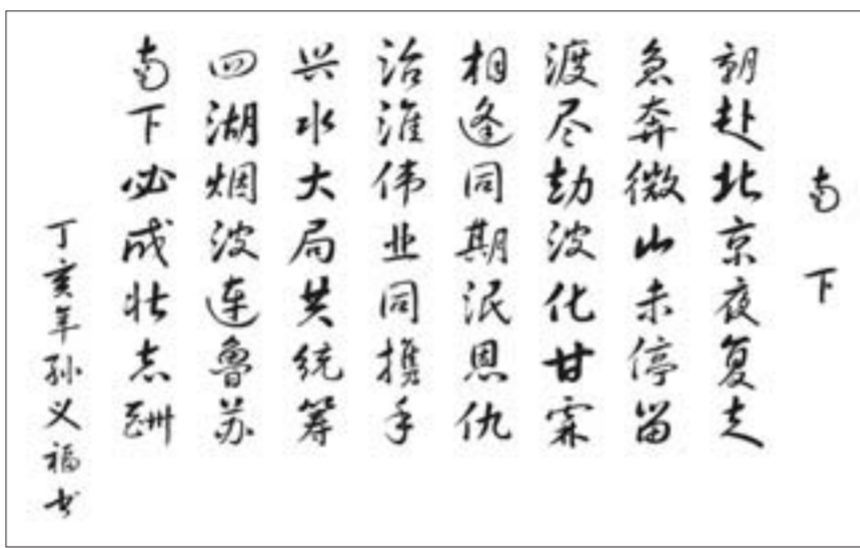 南下
朝赴北京夜复走
急奔微山未停留
渡尽劫波化甘霖
相逢同期泯恩仇
治淮伟业同携手
兴水大局共统筹
四湖烟波连鲁苏
南下必成壮志酬
丁亥年孙义福书